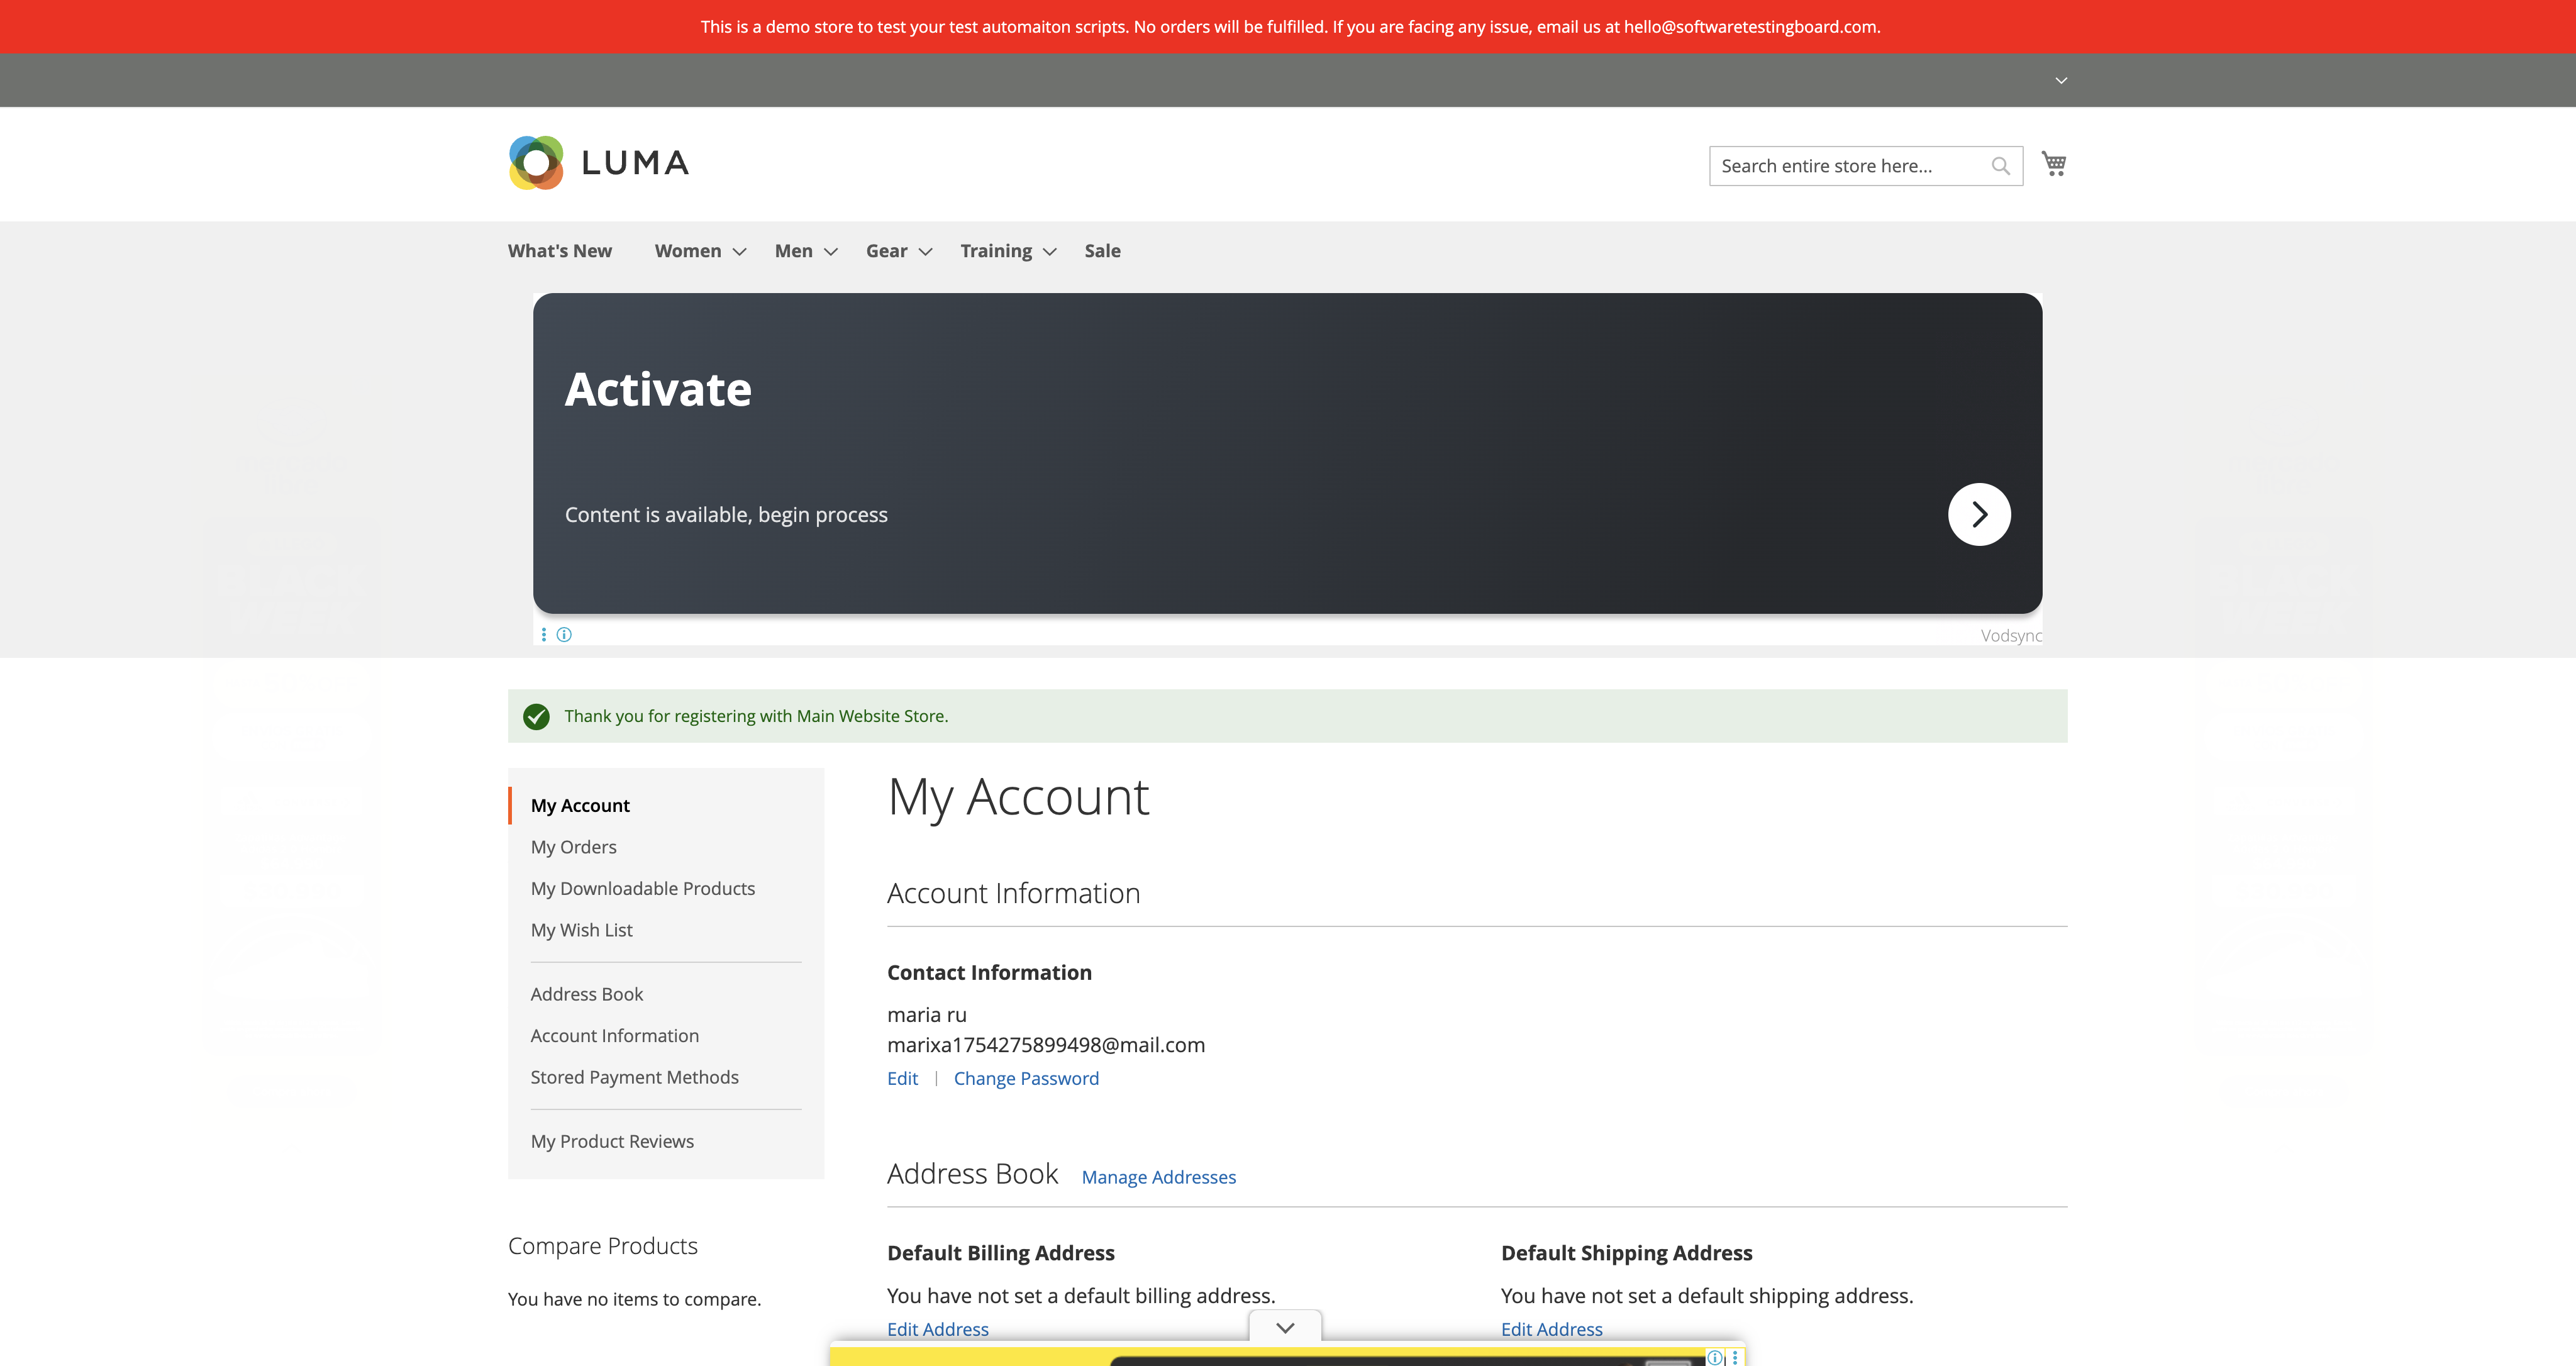 This is a demo store to test your test automaiton scripts. No orders will be fulfilled. If you are facing any issue, email us at hello@softwaretestingboard.com.
LUMA
Search entire store here...
What's New Women Men Gear Training Sale
Activate
Content is available, begin process
Vodsync
Thank you for registering with Main Website Store.
My Account
My Orders
My Downloadable Products
My Wish List
Address Book
Account Information
Stored Payment Methods
My Product Reviews
Compare Products
You have no items to compare.
My Account
Account Information
Contact Information
maria ru
marixa1754275899498@mail.com
Edit | Change Password
Address Book Manage Addresses
Default Billing Address
You have not set a default billing address.
Edit Address
Default Shipping Address
You have not set a default shipping address.
Edit Address